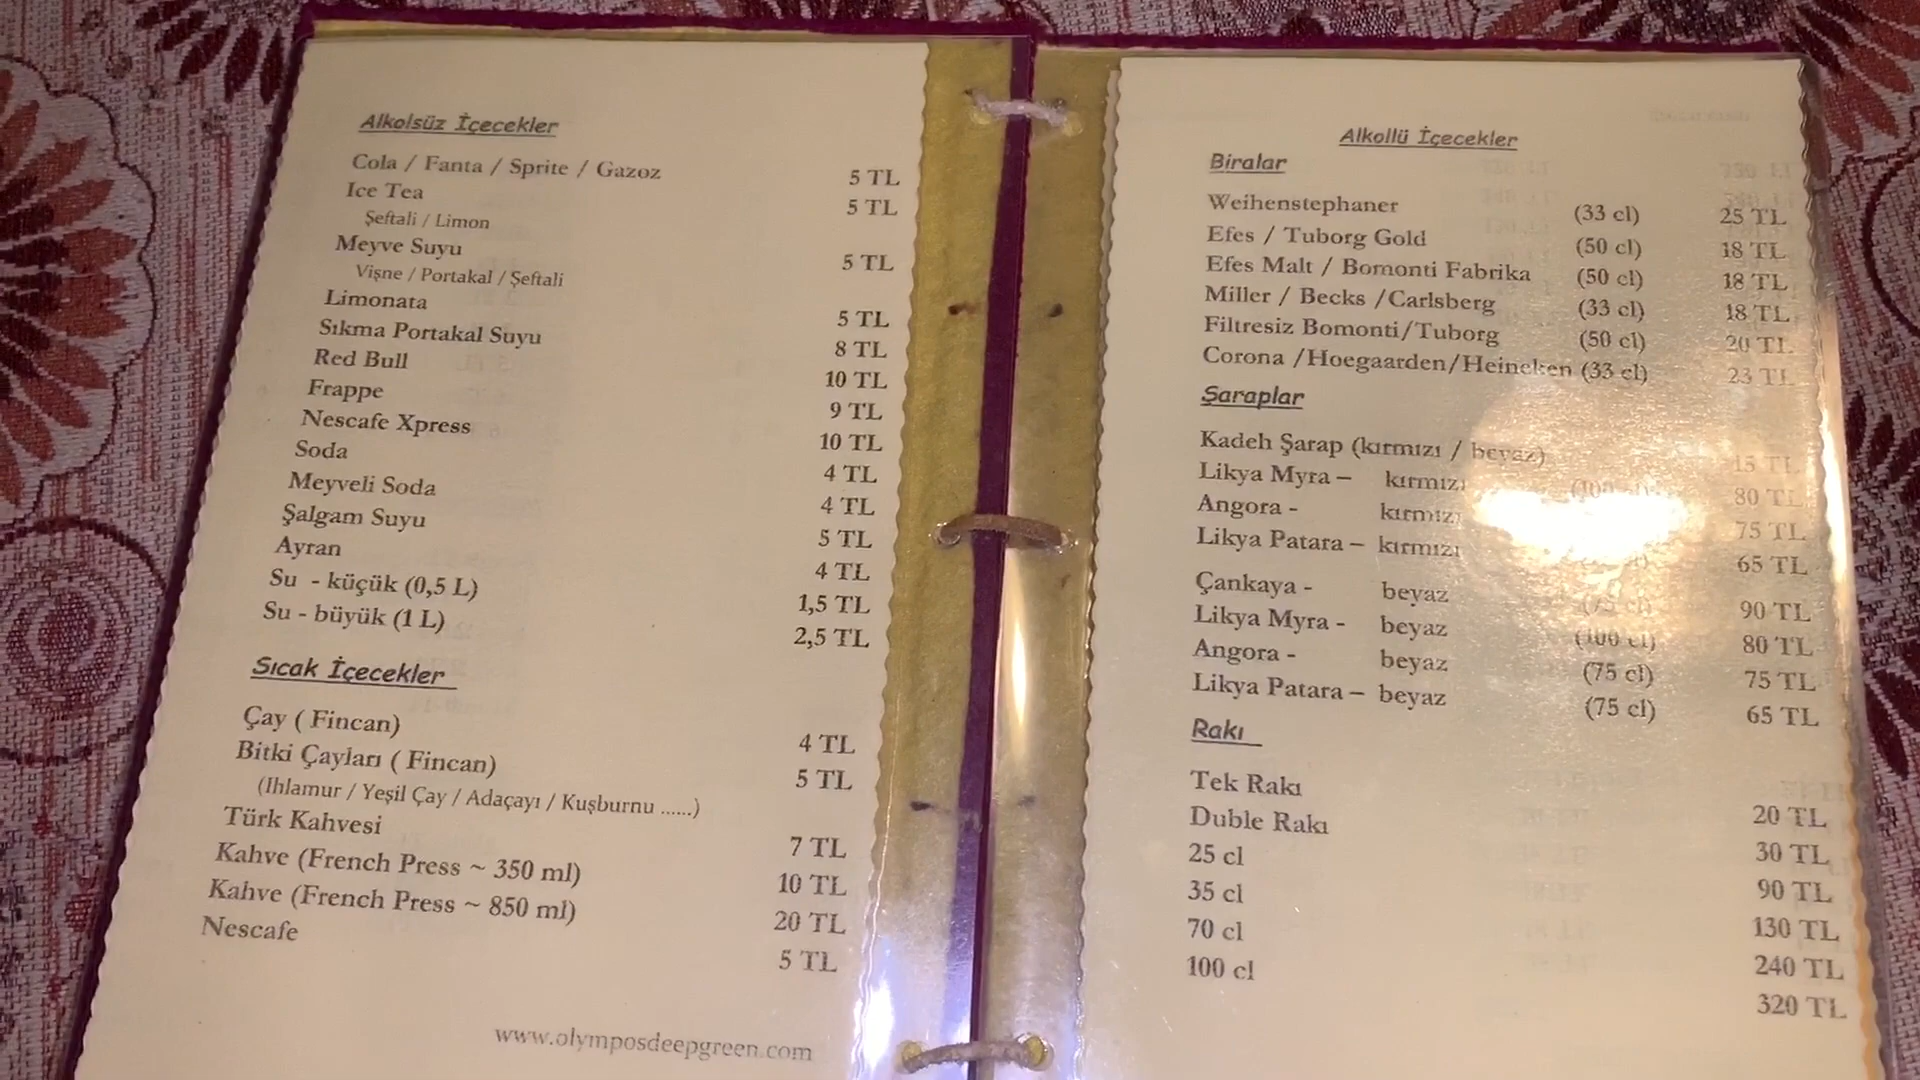 Alkolsüz İçecekler
Cola / Fanta / Sprite / Gazoz 5 TL
Ice Tea 5 TL
Şeftali / Limon
Meyve Suyu 5 TL
Vişne / Portakal / Şeftali
Limonata 5 TL
Sıkma Portakal Suyu 8 TL
Red Bull 10 TL
Frappe 9 TL
Nescafe Xpress 10 TL
Soda 4 TL
Meyveli Soda 4 TL
Şalgam Suyu 5 TL
Ayran 4 TL
Su - küçük (0,5 L) 1,5 TL
Su - büyük (1 L) 2,5 TL
Sıcak İçecekler
Çay ( Fincan) 4 TL
Bitki Çayları ( Fincan) 5 TL
(Ihlamur / Yeşil Çay / Adaçayı / Kuşburnu ......)
Türk Kahvesi 7 TL
Kahve (French Press ~ 350 ml) 10 TL
Kahve (French Press ~ 850 ml) 20 TL
Nescafe 5 TL
www.olymposdeepgreen.com
Alkollü İçecekler
Biralar
Weihenstephaner (33 cl) 25 TL
Efes / Tuborg Gold (50 cl) 18 TL
Efes Malt / Bomonti Fabrika (50 cl) 18 TL
Miller / Becks /Carlsberg (33 cl) 18 TL
Filtresiz Bomonti/Tuborg (50 cl) 20 TL
Corona /Hoegaarden/Heineken (33 cl) 23 TL
Şaraplar
Kadeh Şarap (kırmızı / beyaz) 15 TL
Likya Myra – kırmızı (100 cl) 80 TL
Angora - kırmızı 75 TL
Likya Patara – kırmızı 65 TL
Çankaya - beyaz (75 cl) 90 TL
Likya Myra - beyaz (100 cl) 80 TL
Angora - beyaz (75 cl) 75 TL
Likya Patara – beyaz (75 cl) 65 TL
Rakı
Tek Rakı 20 TL
Duble Rakı 30 TL
25 cl 90 TL
35 cl 130 TL
70 cl 240 TL
100 cl 320 TL